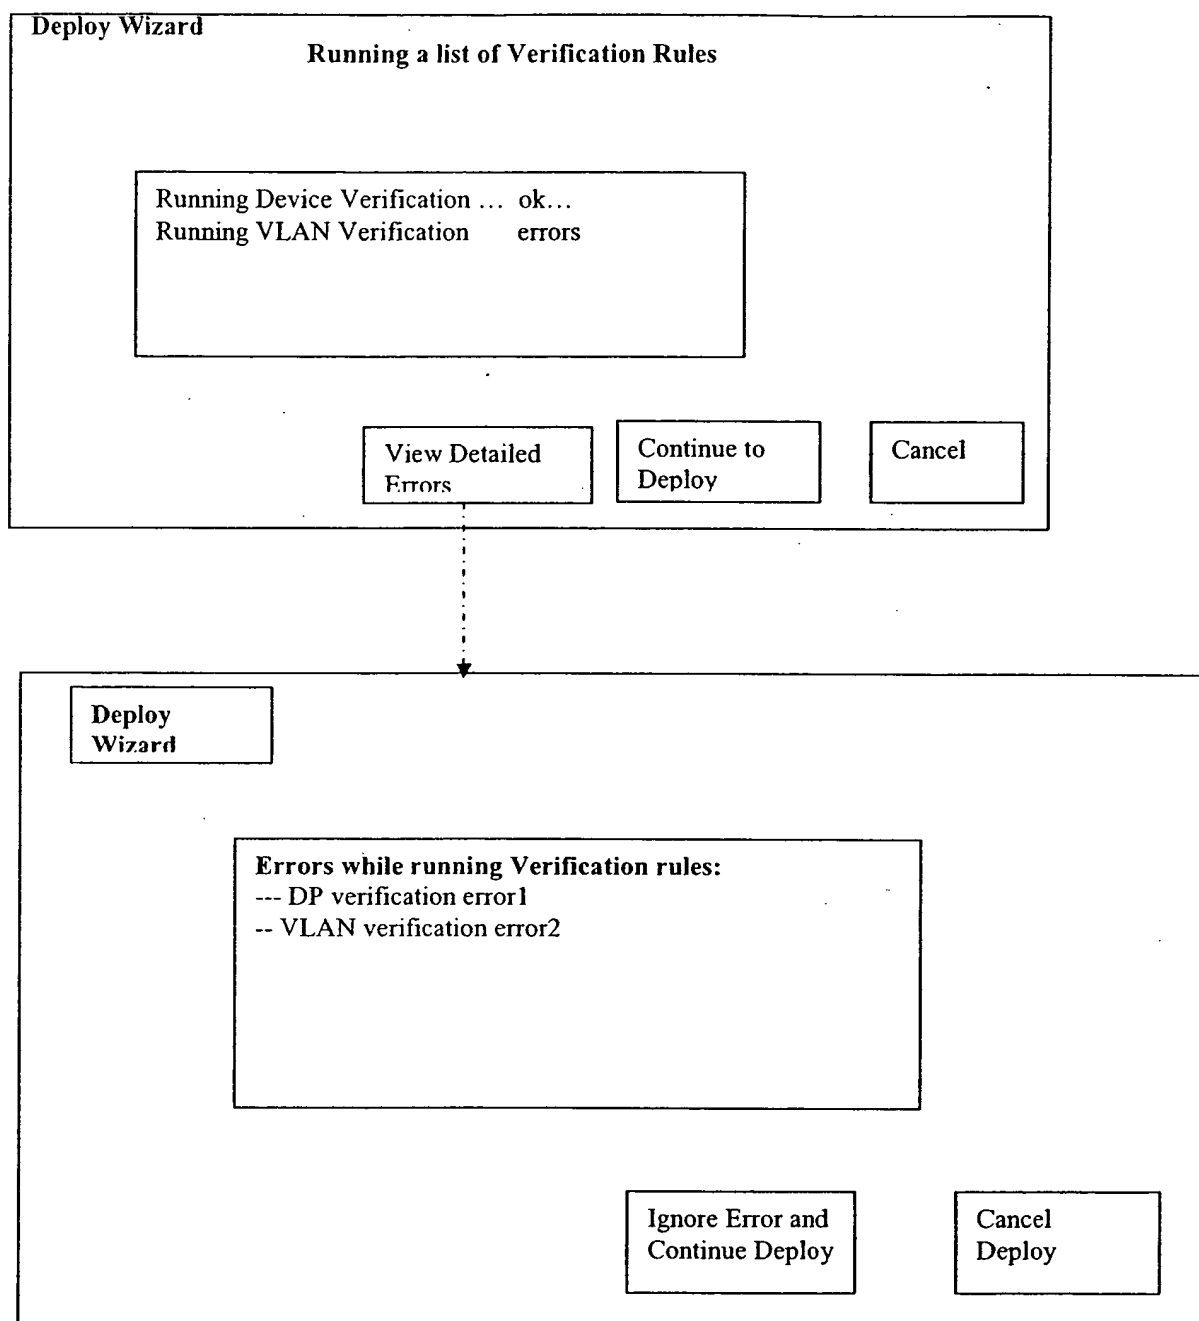 Deploy Wizard
Running a list of Verification Rules
Running Device Verification ... ok...
Running VLAN Verification errors
View Detailed
Errors
Continue to
Deploy
Cancel
Deploy
Wizard
Errors while running Verification rules:
--- DP verification error1
-- VLAN verification error2
Ignore Error and
Continue Deploy
Cancel
Deploy